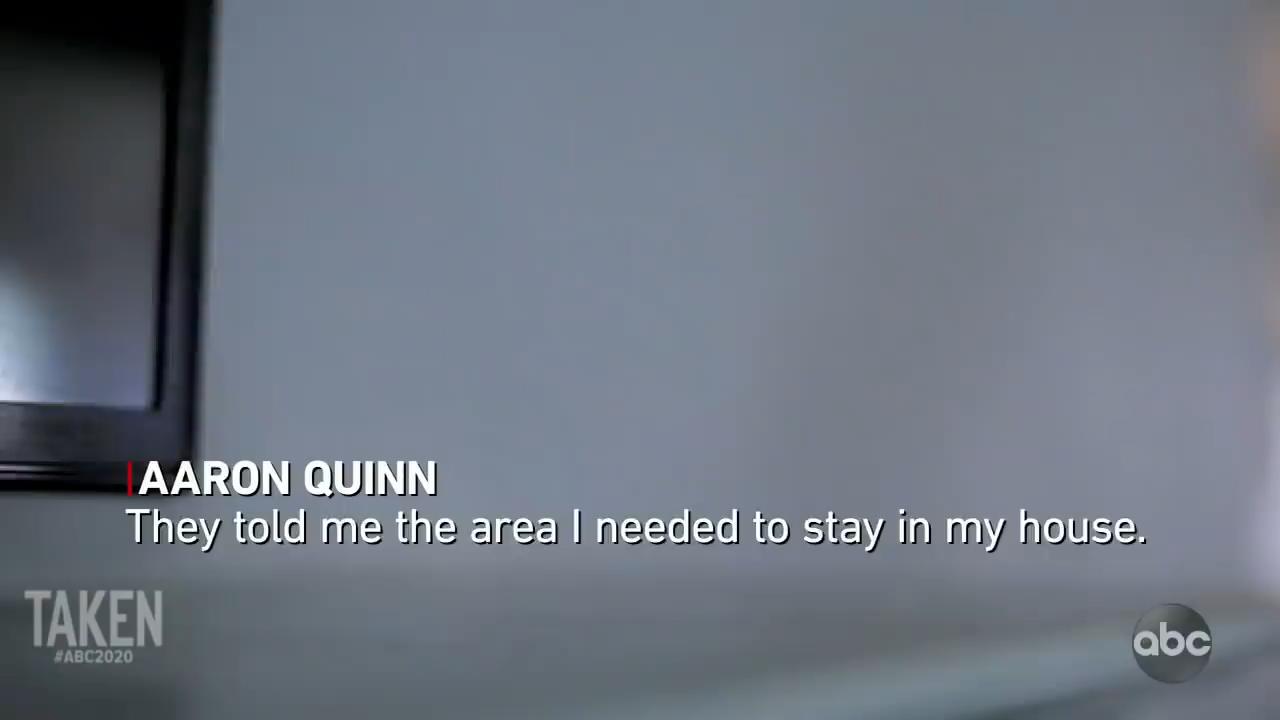 AARON QUINN
They told me the area I needed to stay in my house.
TAKEN
#ABC2020
abc